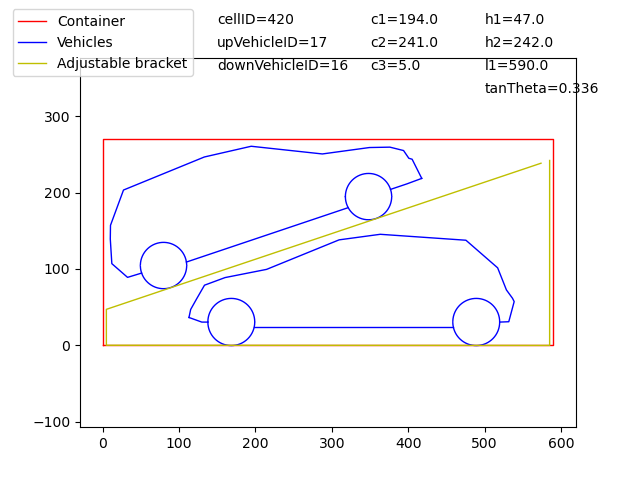 Container
Vehicles
Adjustable bracket
cellID=420 c1=194.0 h1=47.0
upVehicleID=17 c2=241.0 h2=242.0
downVehicleID=16 c3=5.0 l1=590.0
tanTheta=0.336
300
200
100
0
−100
0 100 200 300 400 500 600